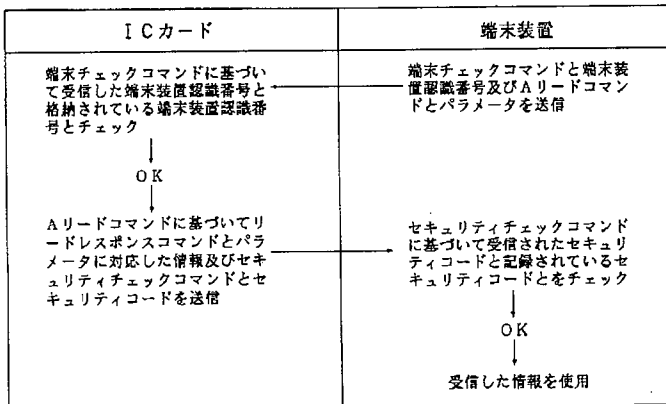 ICカード
端末装置
端末チェックコマンドに基づい
て受信した端末装置認識番号と
格納されている端末装置認識番
号とチェック
端末チェックコマンドと端末装
置認識番号及びAリードコマン
ドとパラメータを送信
OK
Aリードコマンドに基づいてリ
ードレスポンスコマンドとパラ
メータに対応した情報及びセキ
ュリティチェックコマンドとセ
キュリティコードを送信
セキュリティチェックコマンド
に基づいて受信されたセキュリ
ティコードと記録されているセ
キュリティコードとをチェック
OK
受信した情報を使用